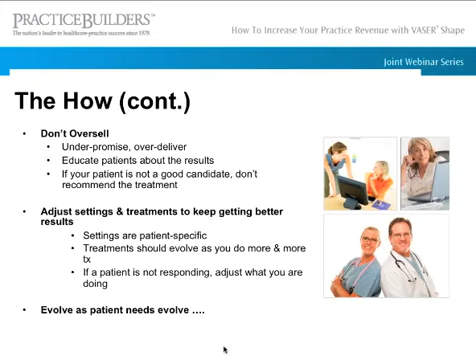 PRACTICEBUILDERS
The nation's leader in healthcare-practice success since 1979
How To Increase Your Practice Revenue with VASER® Shape
Joint Webinar Series
The How (cont.)
• Don't Oversell
• Under-promise, over-deliver
• Educate patients about the results
• If your patient is not a good candidate, don't
recommend the treatment
• Adjust settings & treatments to keep getting better
results
• Settings are patient-specific
• Treatments should evolve as you do more & more
tx
• If a patient is not responding, adjust what you are
doing
• Evolve as patient needs evolve ….